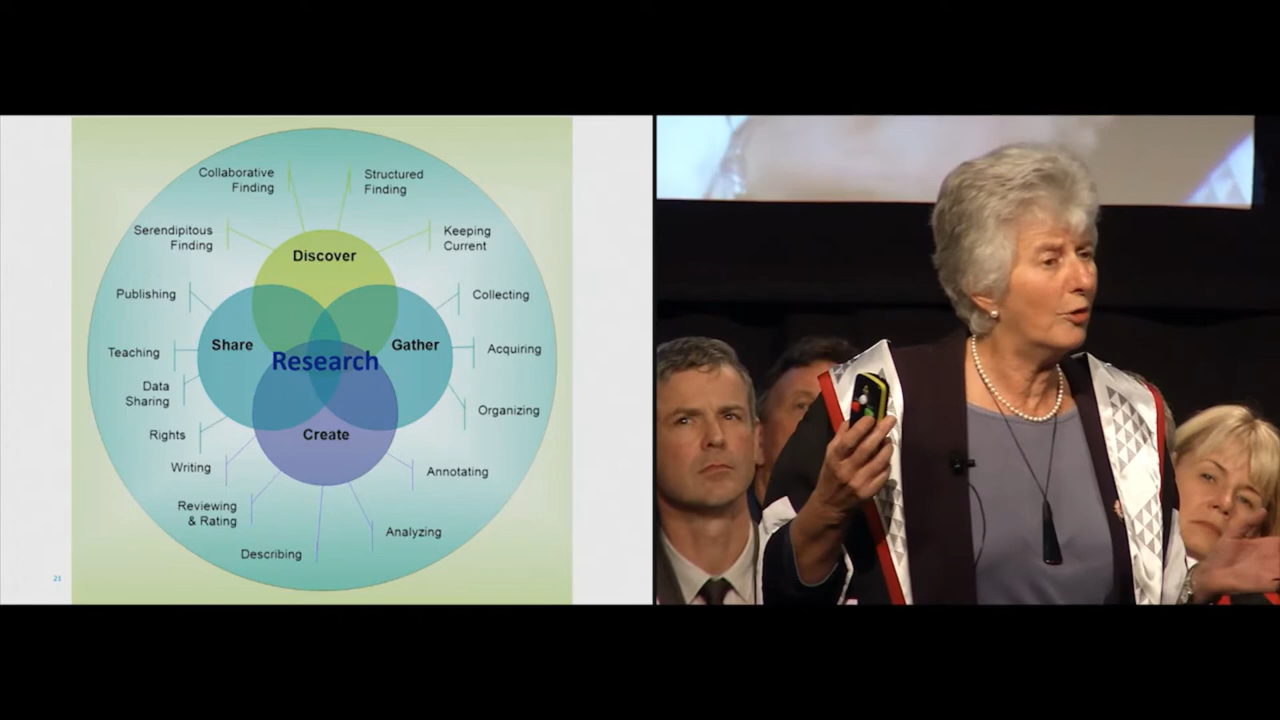 Collaborative
Finding
Structured
Finding
Serendipitous
Finding
Keeping
Current
Discover
Publishing
Collecting
Share
Gather
Teaching
Research
Acquiring
Data
Sharing
Organizing
Rights
Create
Writing
Annotating
Reviewing
& Rating
Analyzing
Describing
21